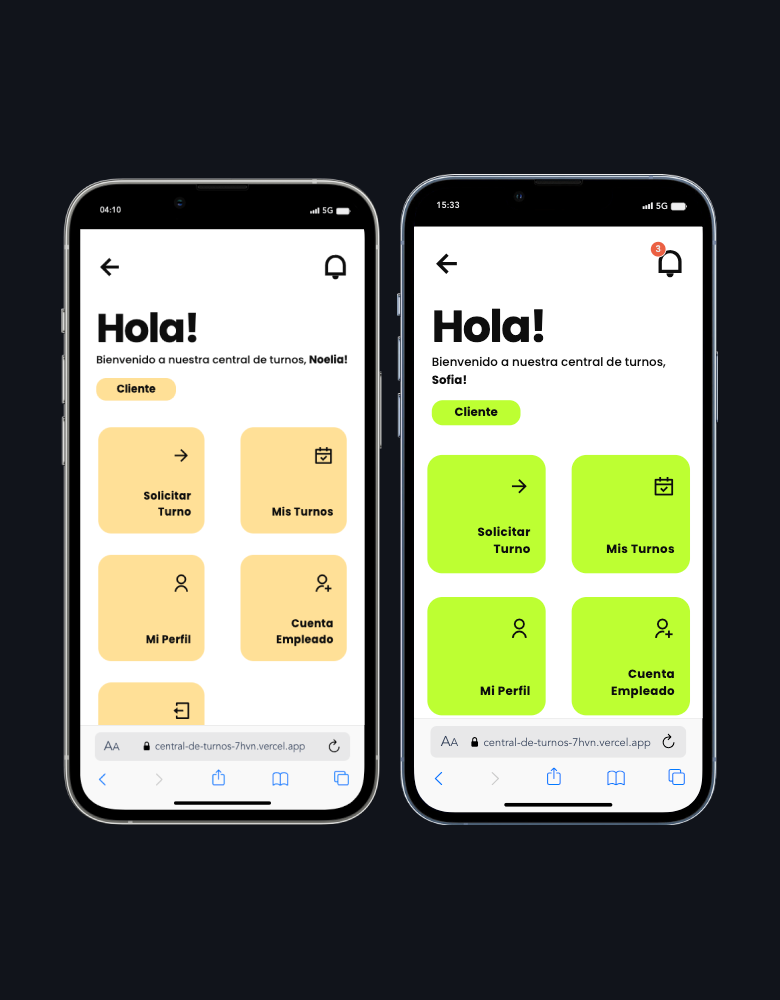 04:10
5G
Hola!
Bienvenido a nuestra central de turnos, Noelia!
Cliente
Solicitar
Turno
Mis Turnos
Mi Perfil
Cuenta
Empleado
AA
central-de-turnos-7hvn.vercel.app
15:33
5G
3
Hola!
Bienvenido a nuestra central de turnos,
Sofia!
Cliente
Solicitar
Turno
Mis Turnos
Mi Perfil
Cuenta
Empleado
AA
central-de-turnos-7hvn.vercel.app